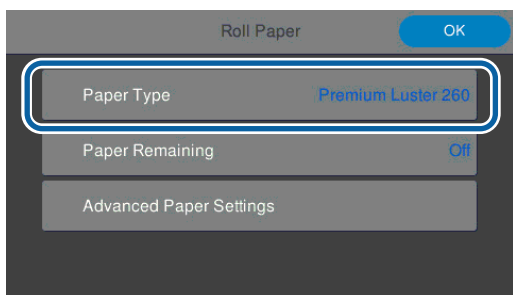 Roll Paper OK
Paper Type Premium Luster 260
Paper Remaining Off
Advanced Paper Settings